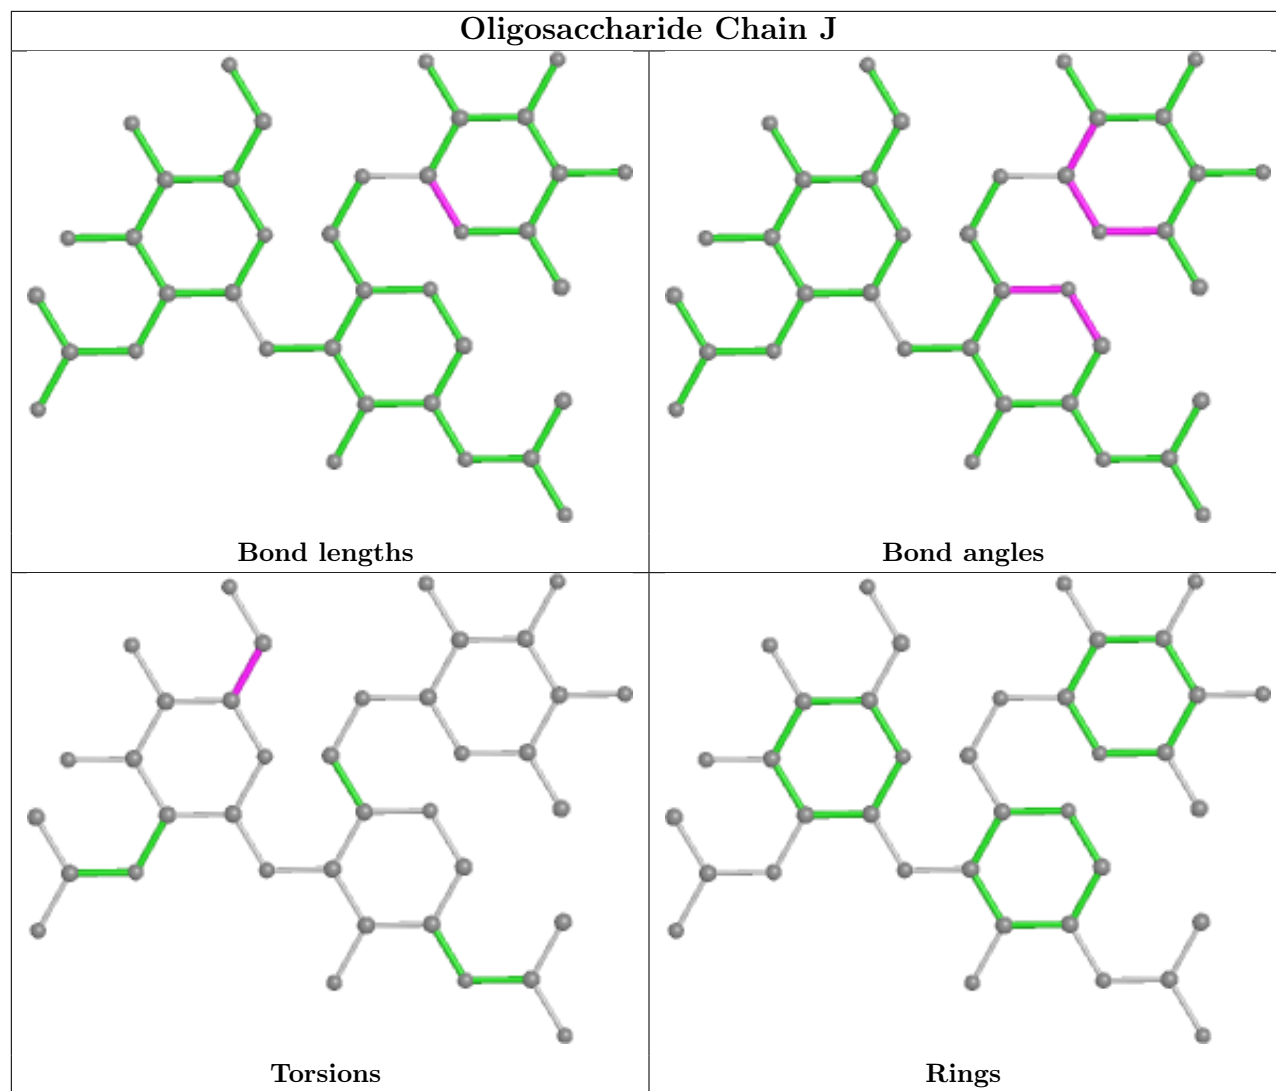 Oligosaccharide Chain J
Bond lengths
Bond angles
Torsions
Rings